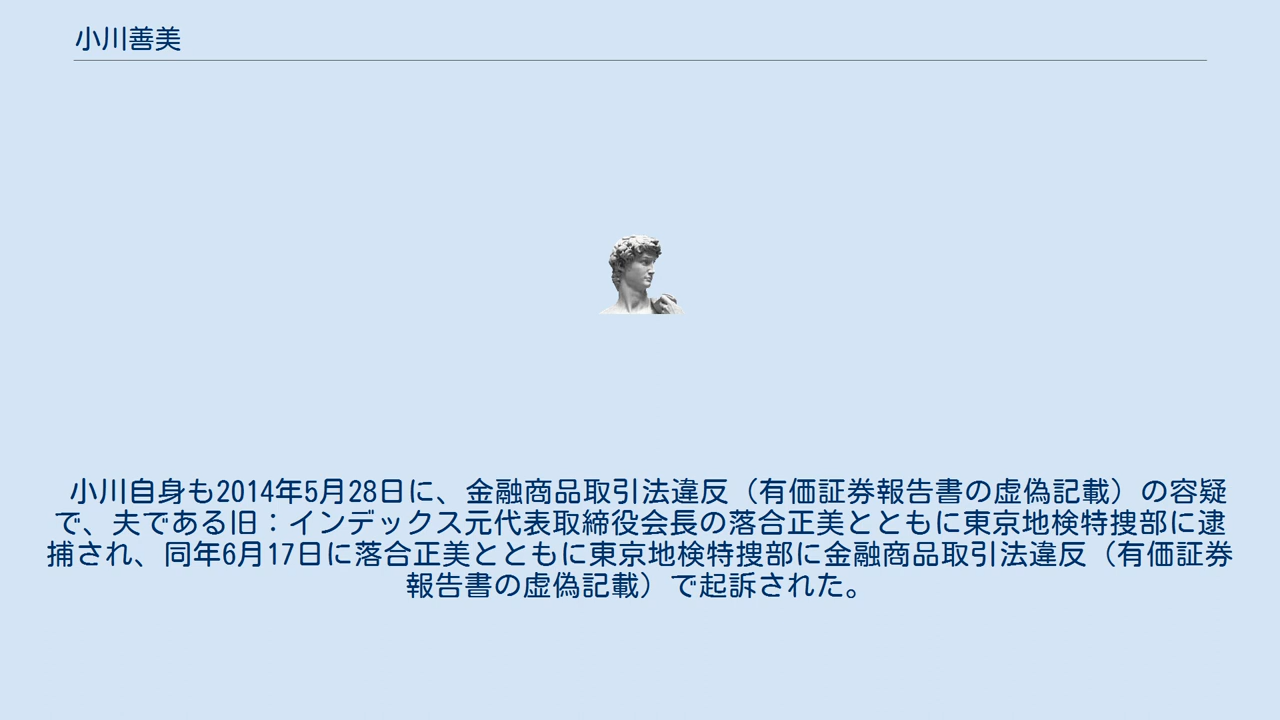 小川善美
小川自身も2014年5月28日に、金融商品取引法違反（有価証券報告書の虚偽記載）の容疑
で、夫である旧：インデックス元代表取締役会長の落合正美とともに東京地検特捜部に逮
捕され、同年6月17日に落合正美とともに東京地検特捜部に金融商品取引法違反（有価証券
報告書の虚偽記載）で起訴された。